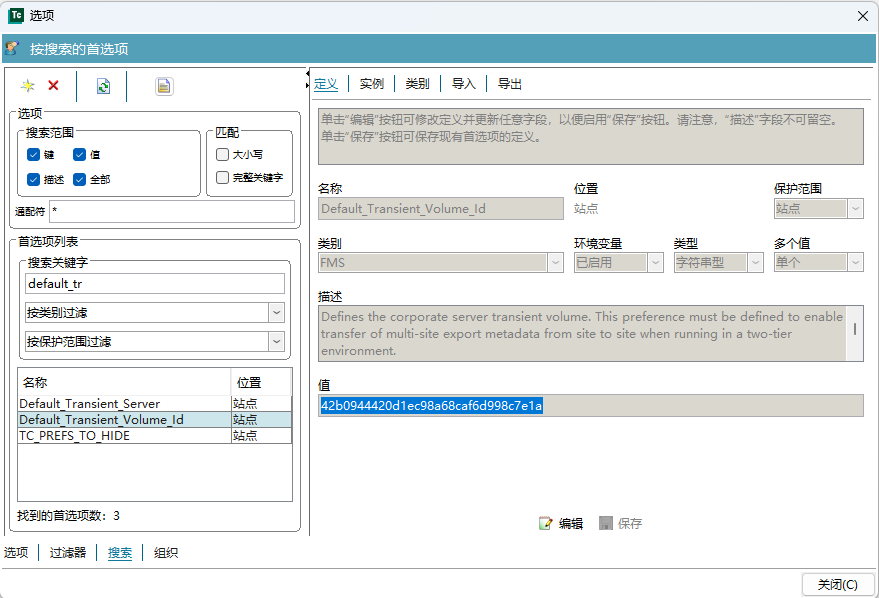 Tc 选项
按搜索的首选项
选项
搜索范围
键 值
描述 全部
匹配
大小写
完整关键字
通配符 *
首选项列表
搜索关键字
default_tr
按类别过滤
按保护范围过滤
名称 位置
Default_Transient_Server 站点
Default_Transient_Volume_Id 站点
TC_PREFS_TO_HIDE 站点
找到的首选项数：3
选项 过滤器 搜索 组织
定义 实例 类别 导入 导出
单击“编辑”按钮可修改定义并更新任意字段，以便启用“保存”按钮。请注意，“描述”字段不可留空。
单击“保存”按钮可保存现有首选项的定义。
名称 位置 保护范围
Default_Transient_Volume_Id 站点 站点
类别 环境变量 类型 多个值
FMS 已启用 字符串型 单个
描述
Defines the corporate server transient volume. This preference must be defined to enable
transfer of multi-site export metadata from site to site when running in a two-tier
environment.
值
42b0944420d1ec98a68caf6d998c7e1a
编辑 保存
关闭(C)